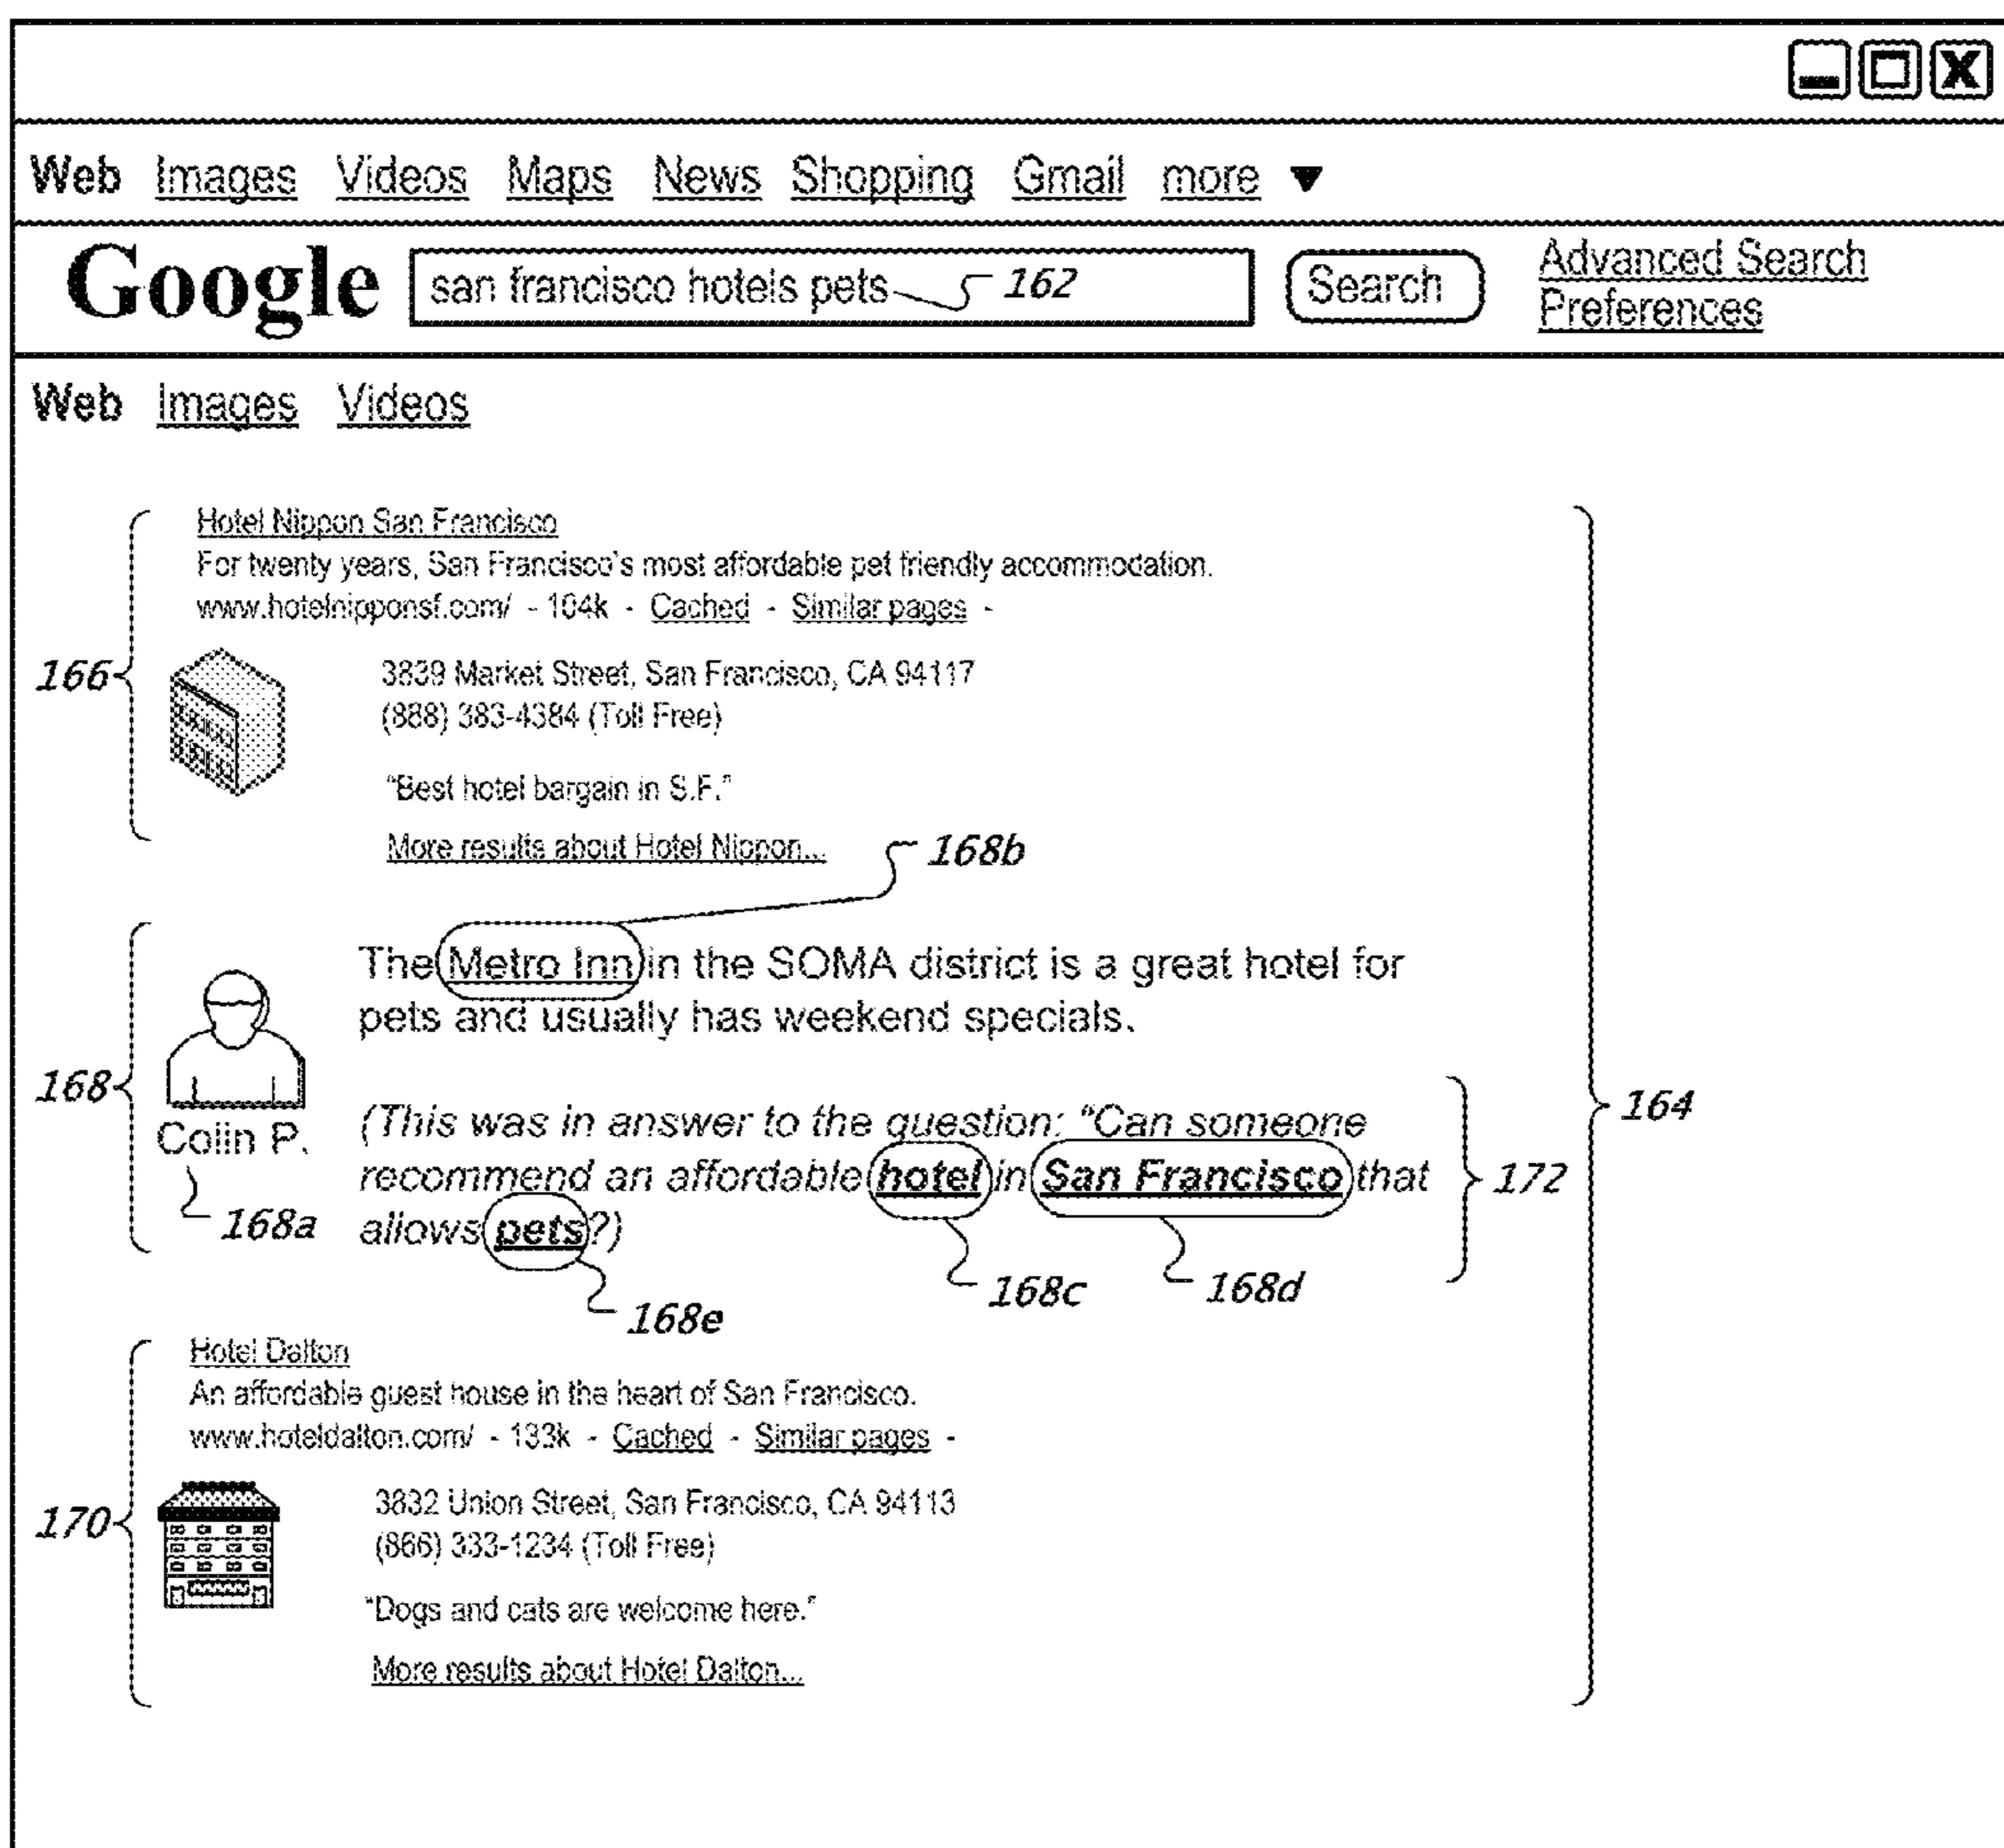 Web Images Videos Maps News Shopping Gmail more ▼
Google san francisco hotels pets 162 Search Advanced Search
Preferences
Web Images Videos
Hotel Nippon San Francisco
For twenty years, San Francisco's most affordable pet friendly accommodation.
www.hotelnipponsf.com/ - 104k - Cached - Similar pages -
166
3839 Market Street, San Francisco, CA 94117
(888) 383-4384 (Toll Free)
"Best hotel bargain in S.F."
More results about Hotel Nippon...
168b
The Metro Inn in the SOMA district is a great hotel for
pets and usually has weekend specials.
168
164
Colin P.
168a
(This was in answer to the question: "Can someone
recommend an affordable hotel in San Francisco that
allows pets?)
172
168c
168d
168e
Hotel Dalton
An affordable guest house in the heart of San Francisco.
www.hoteldalton.com/ - 133k - Cached - Similar pages -
170
3832 Union Street, San Francisco, CA 94113
(866) 333-1234 (Toll Free)
"Dogs and cats are welcome here."
More results about Hotel Dalton...